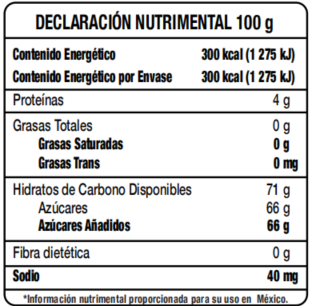 DECLARACIÓN NUTRIMENTAL 100 g
Contenido Energético 300 kcal (1 275 kJ)
Contenido Energético por Envase 300 kcal (1 275 kJ)
Proteínas 4 g
Grasas Totales 0 g
Grasas Saturadas 0 g
Grasas Trans 0 mg
Hidratos de Carbono Disponibles 71 g
Azúcares 66 g
Azúcares Añadidos 66 g
Fibra dietética 0 g
Sodio 40 mg
*Información nutrimental proporcionada para su uso en México.